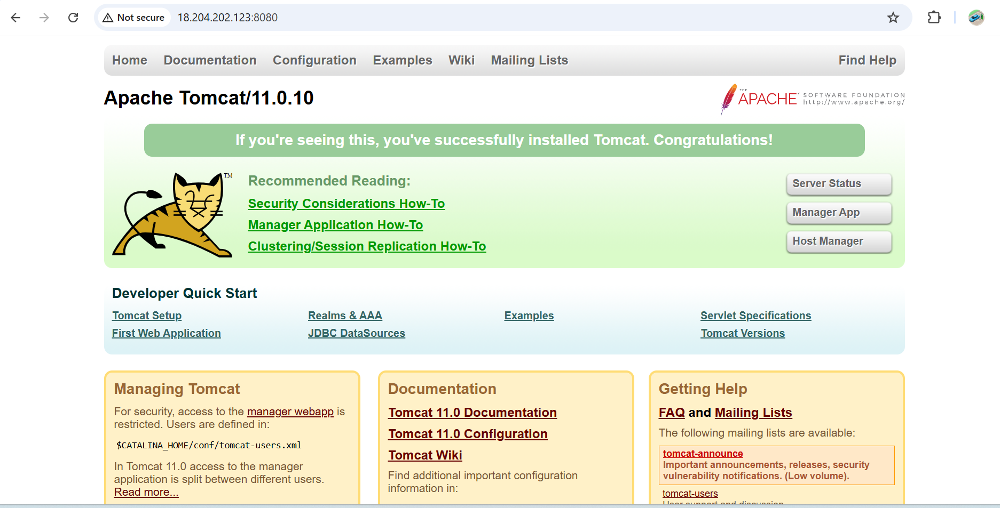 Not secure
18.204.202.123:8080
Home Documentation Configuration Examples Wiki Mailing Lists Find Help
Apache Tomcat/11.0.10
THE
APACHE
SOFTWARE FOUNDATION
http://www.apache.org/
If you're seeing this, you've successfully installed Tomcat. Congratulations!
TM
Recommended Reading:
Security Considerations How-To
Manager Application How-To
Clustering/Session Replication How-To
Server Status
Manager App
Host Manager
Developer Quick Start
Tomcat Setup
First Web Application
Realms & AAA
JDBC DataSources
Examples
Servlet Specifications
Tomcat Versions
Managing Tomcat
For security, access to the manager webapp is
restricted. Users are defined in:
$CATALINA_HOME/conf/tomcat-users.xml
In Tomcat 11.0 access to the manager
application is split between different users.
Read more...
Documentation
Tomcat 11.0 Documentation
Tomcat 11.0 Configuration
Tomcat Wiki
Find additional important configuration
information in:
Getting Help
FAQ and Mailing Lists
The following mailing lists are available:
tomcat-announce
Important announcements, releases, security
vulnerability notifications. (Low volume).
tomcat-users
User support and discussion